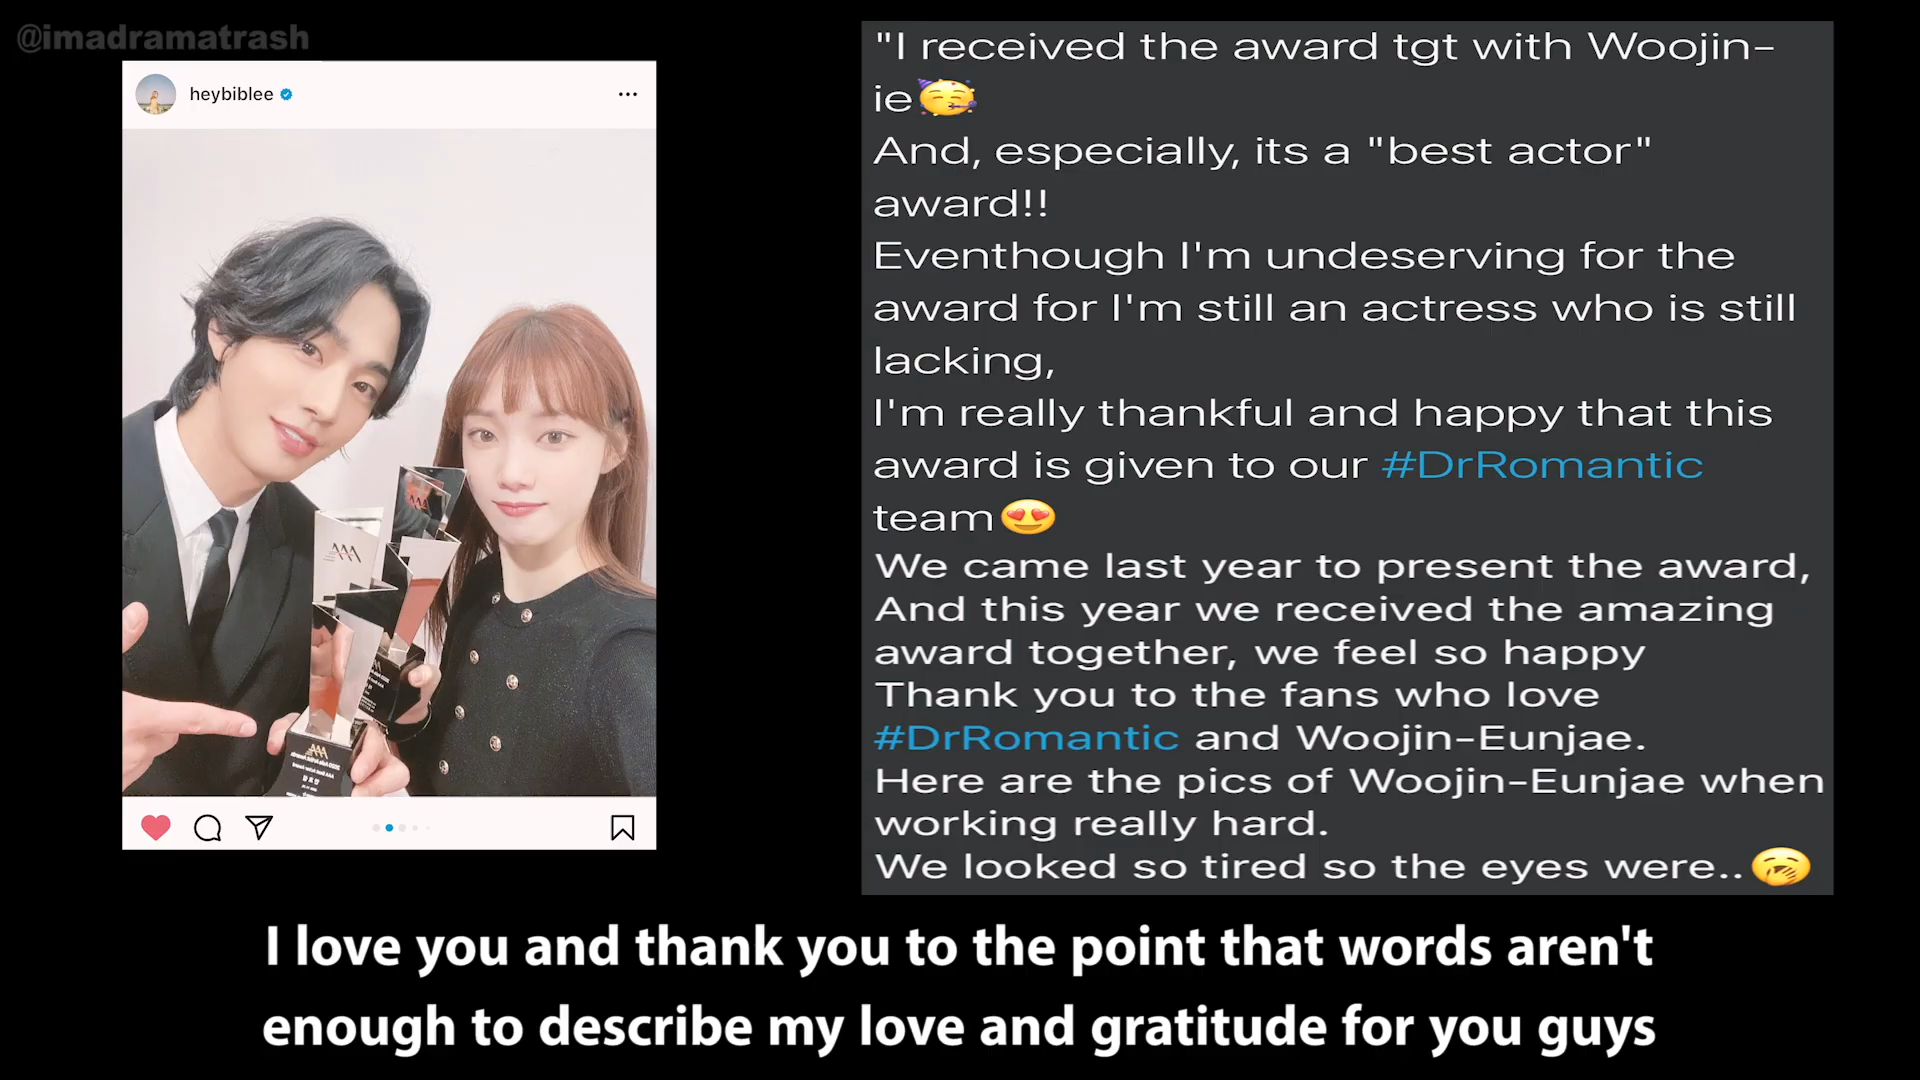 @imadramatrash
heybiblee
"I received the award tgt with Woojin-
ie🥳
And, especially, its a "best actor"
award!!
Eventhough I'm undeserving for the
award for I'm still an actress who is still
lacking,
I'm really thankful and happy that this
award is given to our #DrRomantic
team😍
We came last year to present the award,
And this year we received the amazing
award together, we feel so happy
Thank you to the fans who love
#DrRomantic and Woojin-Eunjae.
Here are the pics of Woojin-Eunjae when
working really hard.
We looked so tired so the eyes were..🥱
AAA
I love you and thank you to the point that words aren't
enough to describe my love and gratitude for you guys